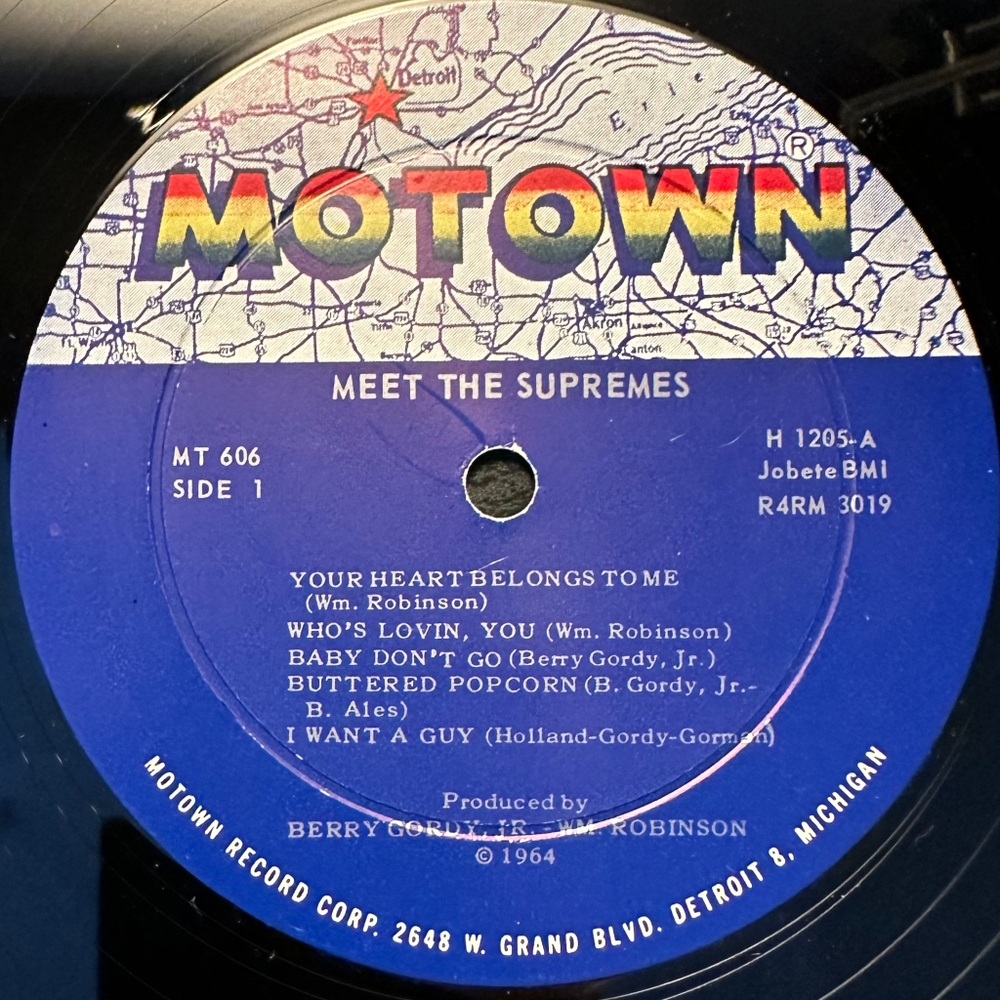 Detroit
Erie
®
MOTOWN
Akron
Alliance
Canton
Tiffin
MEET THE SUPREMES
MT 606
SIDE 1
H 1205-A
Jobete BMI
R4RM 3019
YOUR HEART BELONGS TO ME
(Wm. Robinson)
WHO'S LOVIN, YOU (Wm. Robinson)
BABY DON'T GO (Berry Gordy, Jr.)
BUTTERED POPCORN (B. Gordy, Jr.-
B. Ales)
I WANT A GUY (Holland-Gordy-Gorman)
Produced by
BERRY GORDY, JR. - WM. ROBINSON
© 1964
MOTOWN RECORD CORP. 2648 W. GRAND BLVD. DETROIT 8, MICHIGAN